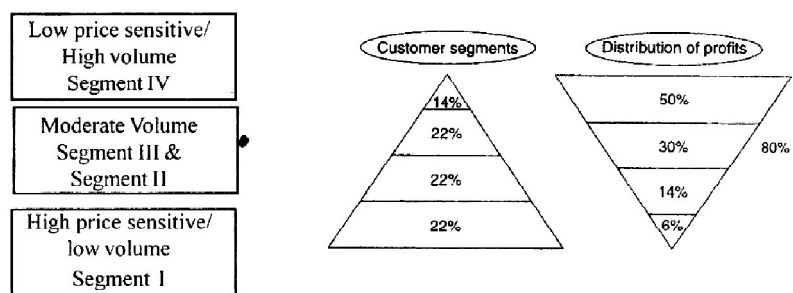 Low price sensitive/
High volume
Segment IV
Moderate Volume
Segment III &
Segment II
High price sensitive/
low volume
Segment I
Customer segments
14%
22%
22%
22%
Distribution of profits
50%
30%
80%
14%
6%